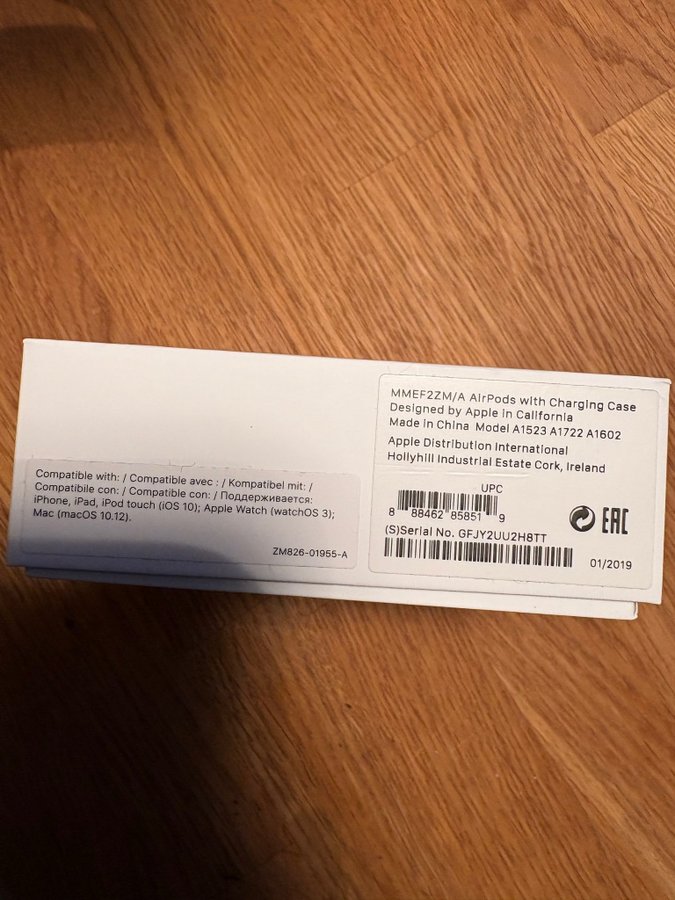 MMEF2ZM/A AirPods with Charging Case
Designed by Apple in California
Made in China Model A1523 A1722 A1602
Apple Distribution International
Hollyhill Industrial Estate Cork, Ireland
UPC
8 88462 85851 9
(S)Serial No. GFJY2UU2H8TT
EAC
01/2019
Compatible with: / Compatible avec : / Kompatibel mit: /
Compatibile con: / Compatible con: / Поддерживается:
iPhone, iPad, iPod touch (iOS 10); Apple Watch (watchOS 3);
Mac (macOS 10.12).
ZM826-01955-A